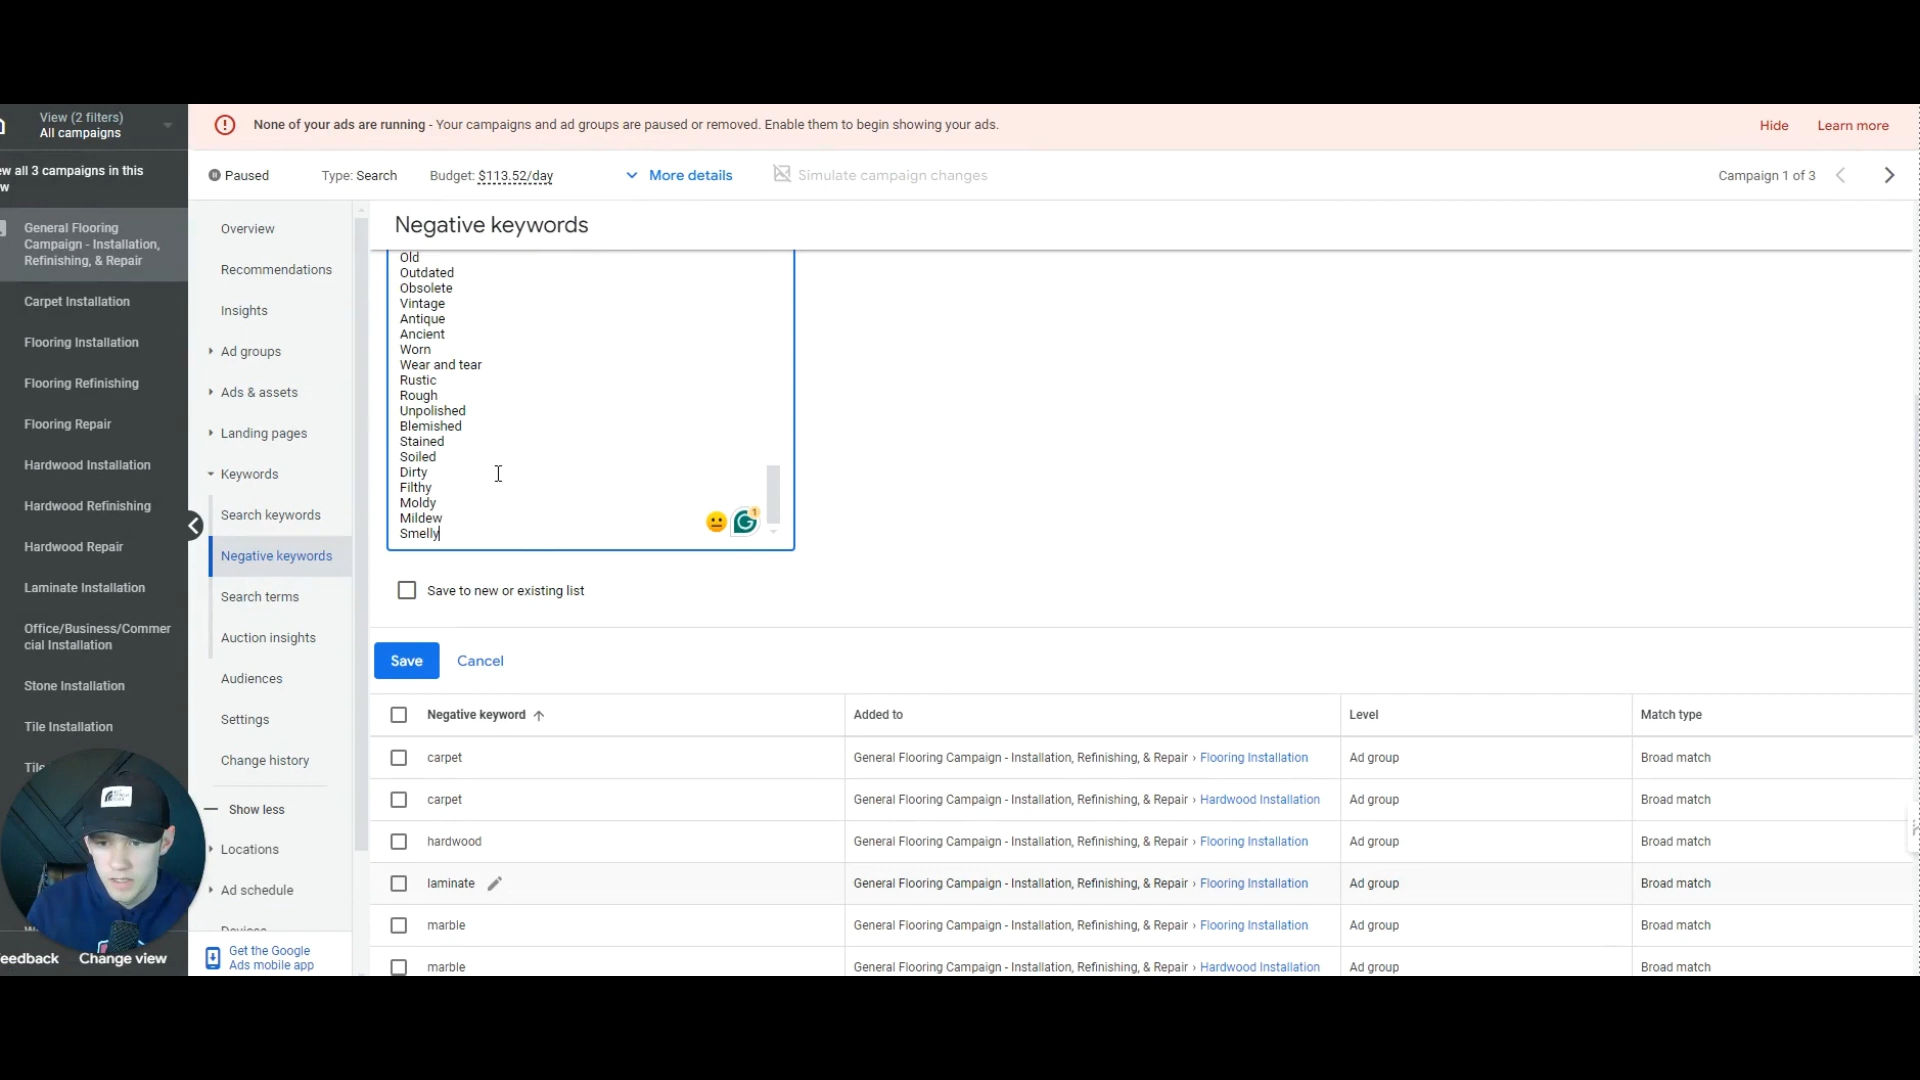 View (2 filters)
All campaigns
None of your ads are running - Your campaigns and ad groups are paused or removed. Enable them to begin showing your ads.
Hide
Learn more
ew all 3 campaigns in this
w
Paused
Type: Search
Budget: $113.52/day
More details
Simulate campaign changes
Campaign 1 of 3
General Flooring
Campaign - Installation,
Refinishing, & Repair
Carpet Installation
Flooring Installation
Flooring Refinishing
Flooring Repair
Hardwood Installation
Hardwood Refinishing
Hardwood Repair
Laminate Installation
Office/Business/Commer
cial Installation
Stone Installation
Tile Installation
Tile
eedback
Change view
Overview
Recommendations
Insights
Ad groups
Ads & assets
Landing pages
Keywords
Search keywords
Negative keywords
Search terms
Auction insights
Audiences
Settings
Change history
Show less
Locations
Ad schedule
Devices
Get the Google
Ads mobile app
Negative keywords
Old
Outdated
Obsolete
Vintage
Antique
Ancient
Worn
Wear and tear
Rustic
Rough
Unpolished
Blemished
Stained
Soiled
Dirty
Filthy
Moldy
Mildew
Smelly
1
Save to new or existing list
Save
Cancel
Negative keyword
Added to
Level
Match type
carpet
General Flooring Campaign - Installation, Refinishing, & Repair › Flooring Installation
Ad group
Broad match
carpet
General Flooring Campaign - Installation, Refinishing, & Repair › Hardwood Installation
Ad group
Broad match
hardwood
General Flooring Campaign - Installation, Refinishing, & Repair › Flooring Installation
Ad group
Broad match
laminate
General Flooring Campaign - Installation, Refinishing, & Repair › Flooring Installation
Ad group
Broad match
marble
General Flooring Campaign - Installation, Refinishing, & Repair › Flooring Installation
Ad group
Broad match
marble
General Flooring Campaign - Installation, Refinishing, & Repair › Hardwood Installation
Ad group
Broad match